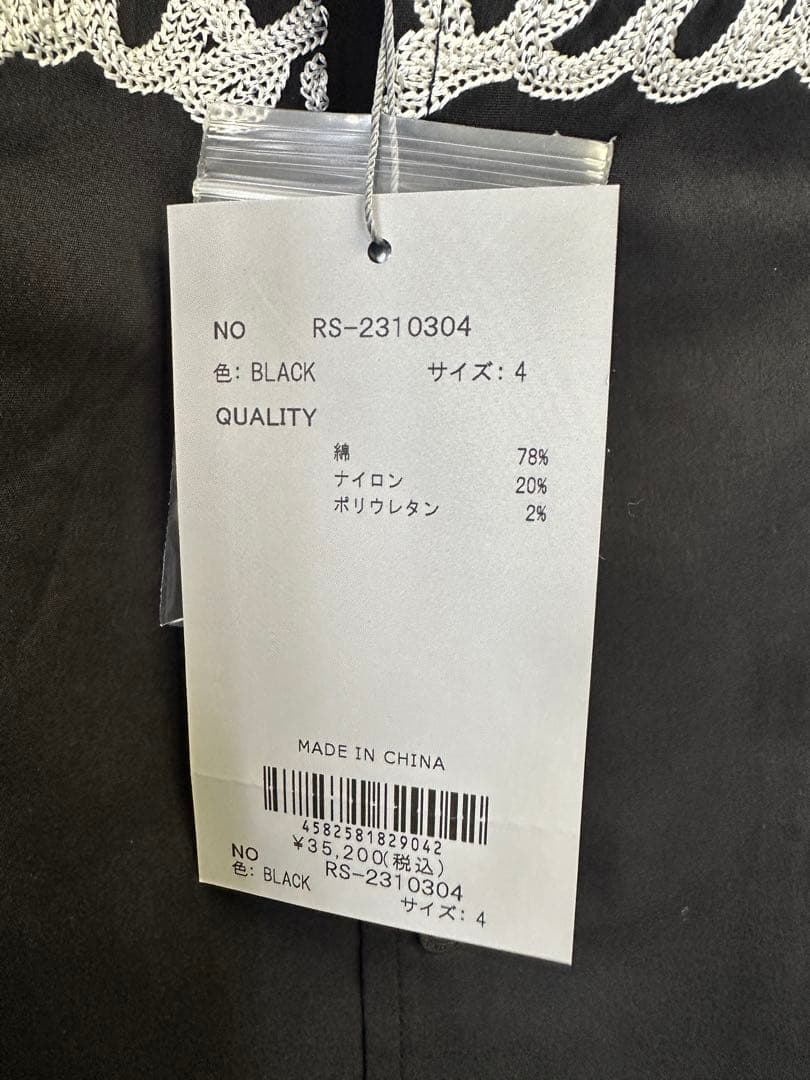 NO RS-2310304
色: BLACK サイズ: 4
QUALITY
綿 78%
ナイロン 20%
ポリウレタン 2%
MADE IN CHINA
4582581829042
¥35,200(税込)
NO RS-2310304
色: BLACK サイズ: 4